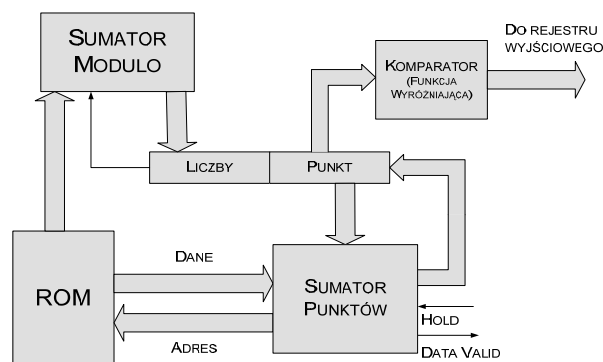 SUMATOR
MODULO
DO REJESTRU
WYJŚCIOWEGO
KOMPARATOR
(FUNKCJA
WYRÓŻNIAJĄCA)
LICZBY
PUNKT
DANE
ROM
SUMATOR
PUNKTÓW
HOLD
ADRES
DATA VALID